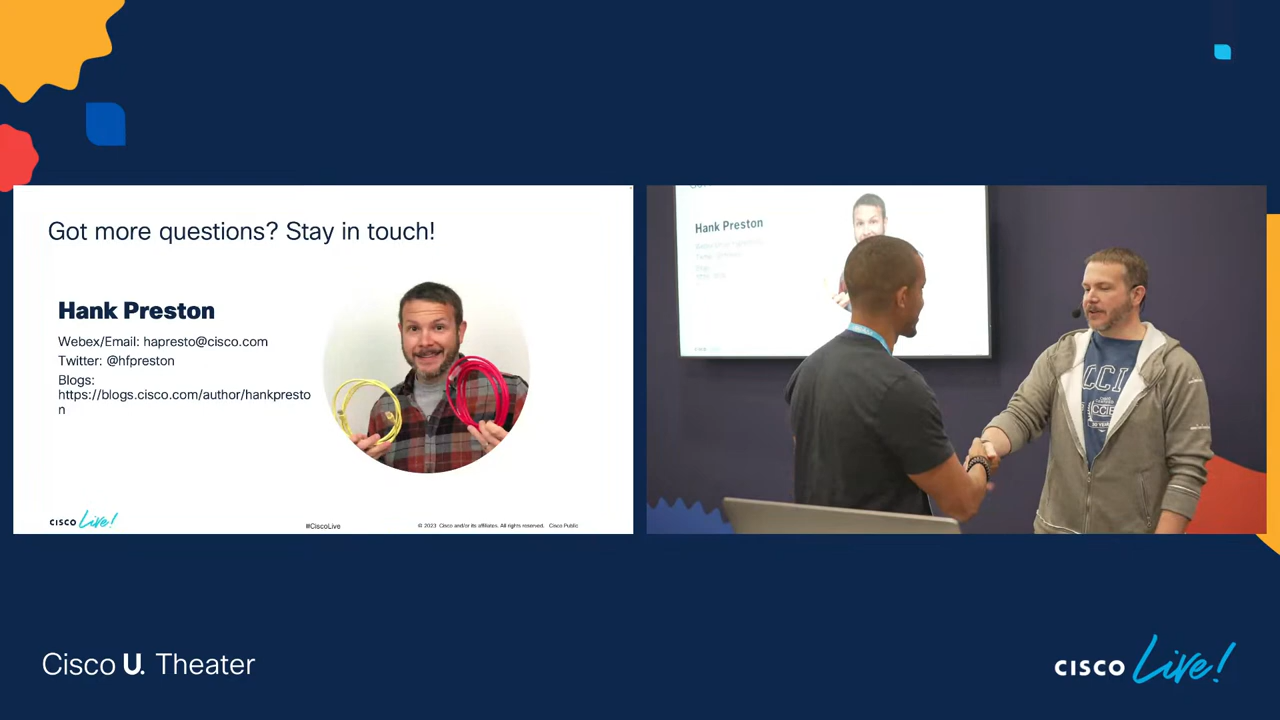 Got more questions? Stay in touch!
Hank Preston
Webex/Email: hapresto@cisco.com
Twitter: @hfpreston
Blogs:
https://blogs.cisco.com/author/hankpresto
n
CISCO Live!
#CiscoLive
© 2023 Cisco and/or its affiliates. All rights reserved. Cisco Public
Hank Preston
CCIE
Cisco U. Theater
CISCO Live!